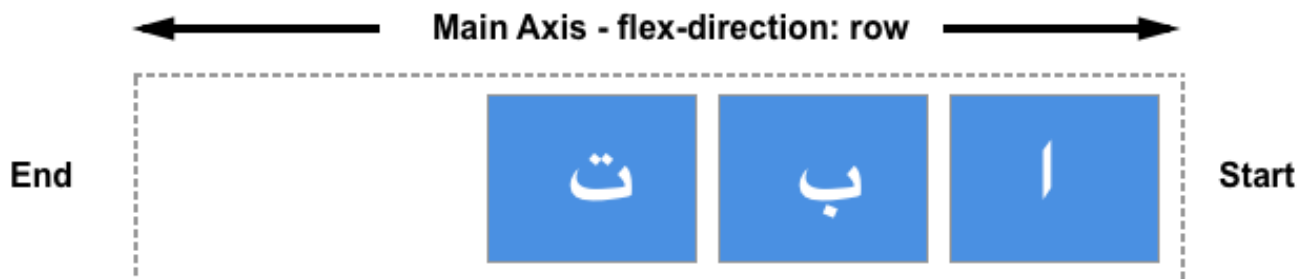 Main Axis - flex-direction: row
End
ا ب ت
Start